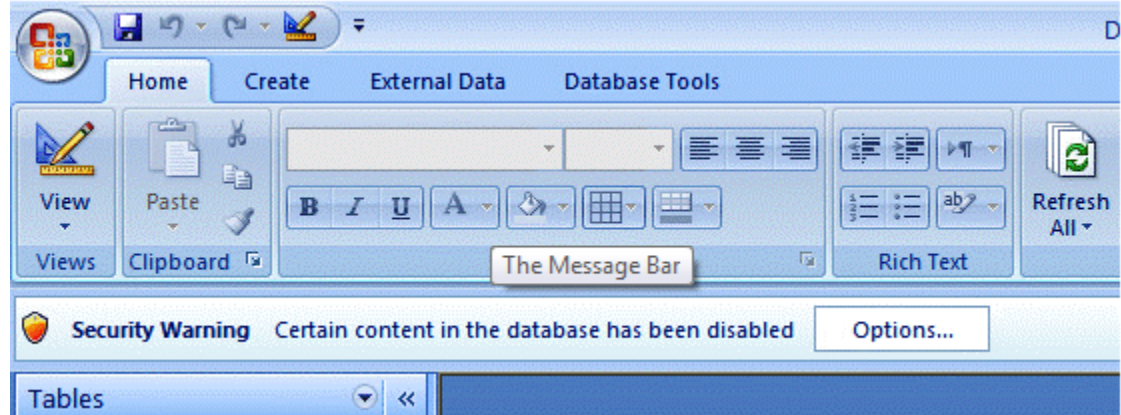 D
Home Create External Data Database Tools
View Paste B I U A ab Refresh All
Views Clipboard The Message Bar Rich Text
Security Warning Certain content in the database has been disabled Options...
Tables